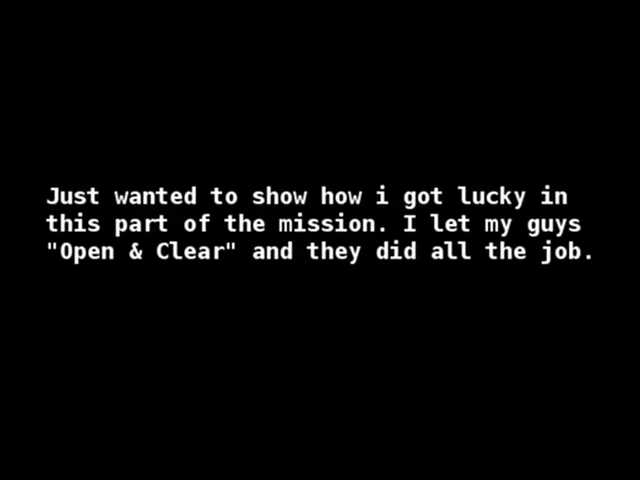 Just wanted to show how i got lucky in
this part of the mission. I let my guys
"Open & Clear" and they did all the job.